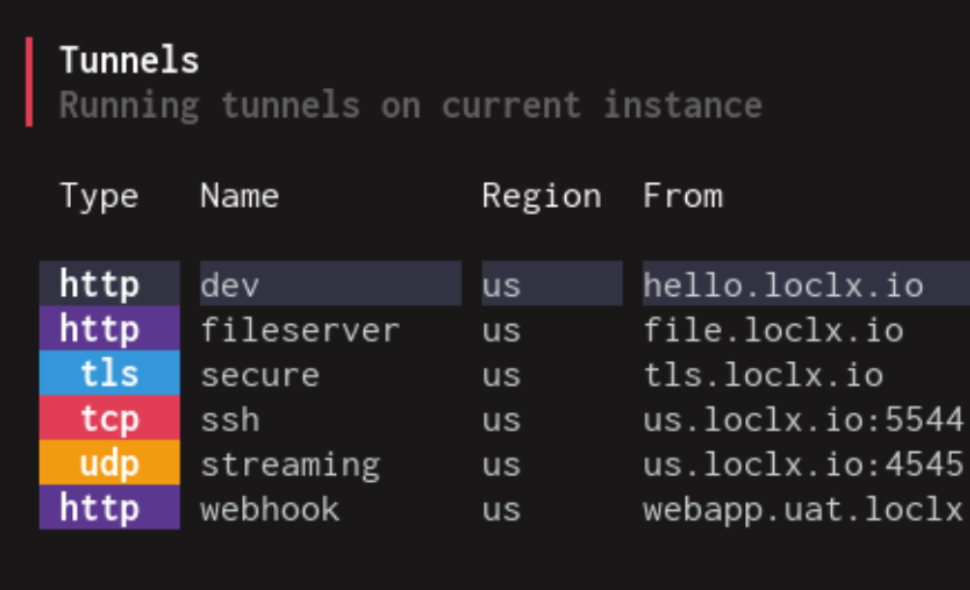 Tunnels
Running tunnels on current instance
Type Name Region From
http dev us hello.loclx.io
http fileserver us file.loclx.io
tls secure us tls.loclx.io
tcp ssh us us.loclx.io:5544
udp streaming us us.loclx.io:4545
http webhook us webapp.uat.loclx